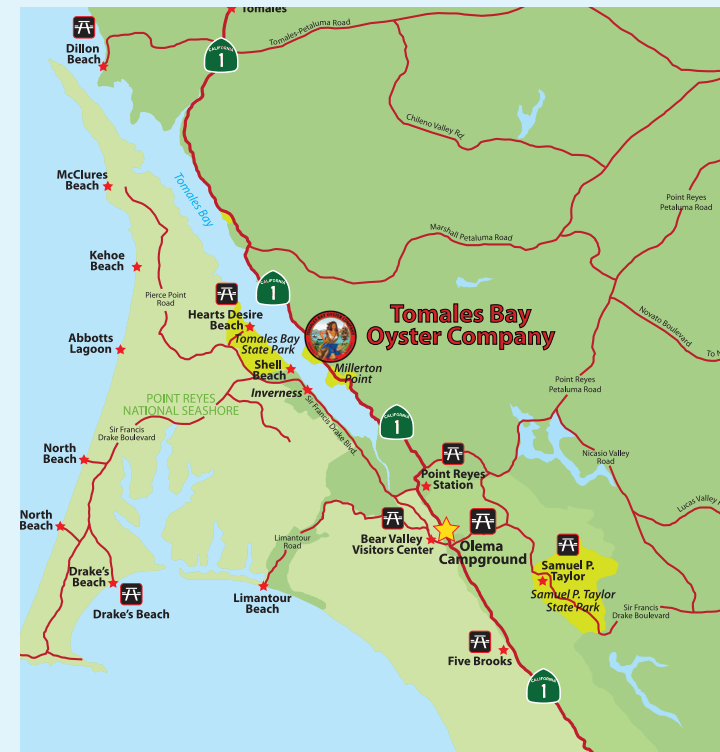 Tomales
Tomales-Petaluma Road
Dillon
Beach
CALIFORNIA
1
Chileno Valley Rd
McClures
Beach
Tomales
Bay
Point Reyes
Petaluma Road
Marshall Petaluma Road
Kehoe
Beach
Pierce Point
Road
CALIFORNIA
1
Hearts Desire
Beach
Tomales Bay
State Park
Tomales Bay
Oyster Company
Novato Boulevard
Abbotts
Lagoon
Shell
Beach
Millerton
Point
Inverness
Point Reyes
Petaluma Road
POINT REYES
NATIONAL SEASHORE
Sir Francis Drake Blvd.
CALIFORNIA
1
Sir Francis
Drake Boulevard
North
Beach
Nicasio Valley
Road
Point Reyes
Station
Lucas Valley
North
Beach
Limantour
Road
Bear Valley
Visitors Center
Olema
Campground
Drake's
Beach
Drake's Beach
Limantour
Beach
Samuel P.
Taylor
Samuel P. Taylor
State Park
Sir Francis
Drake Boulevard
Five Brooks
CALIFORNIA
1